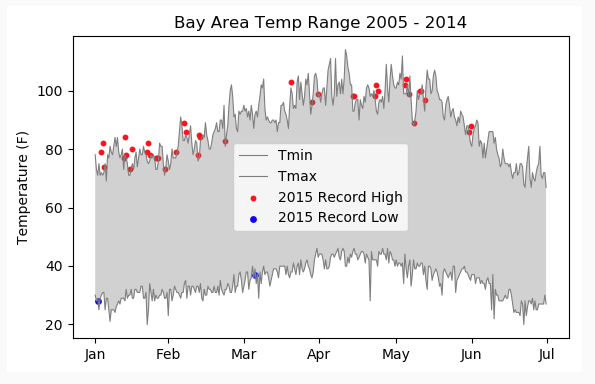 Bay Area Temp Range 2005 - 2014
Temperature (F)
100
80
60
40
20
Tmin
Tmax
2015 Record High
2015 Record Low
Jan Feb Mar Apr May Jun Jul